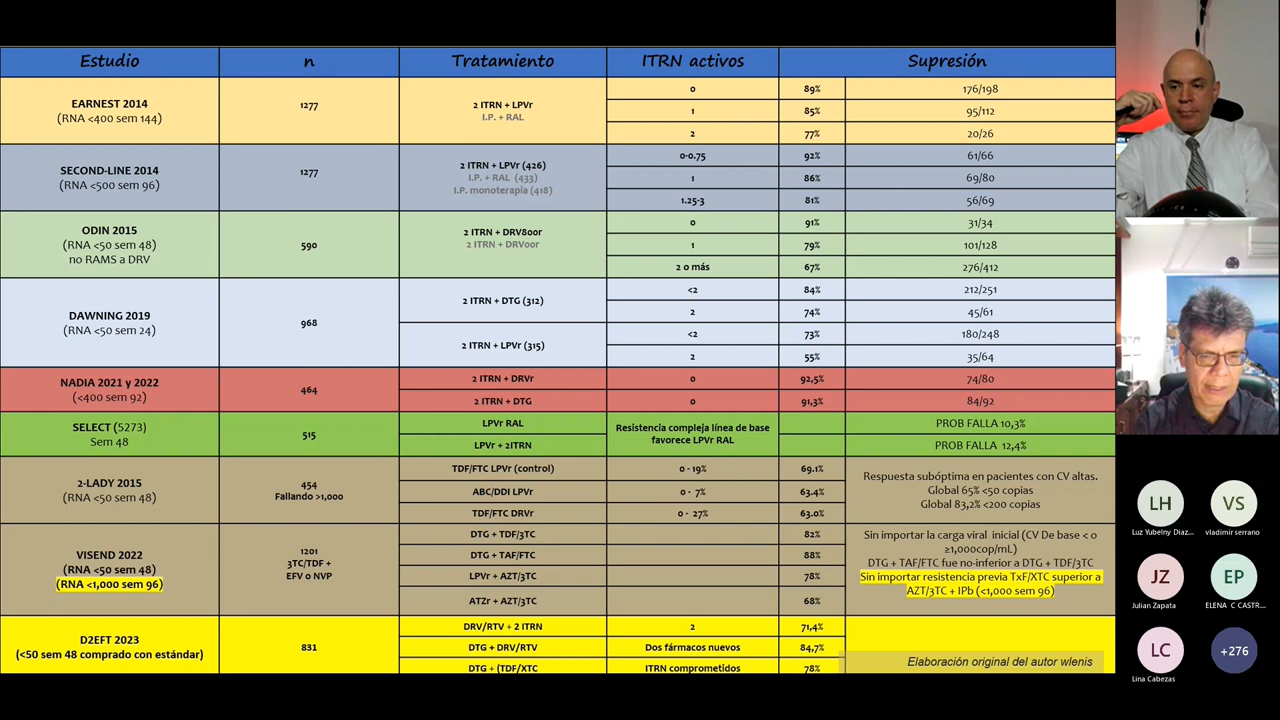 Estudio n Tratamiento ITRN activos Supresión
EARNEST 2014
(RNA <400 sem 144)
1277
2 ITRN + LPVr
I.P. + RAL
0 89% 176/198
1 85% 95/112
2 77% 20/26
SECOND-LINE 2014
(RNA <500 sem 96)
1277
2 ITRN + LPVr (426)
I.P. + RAL (433)
I.P. monoterapia (418)
0-0.75 92% 61/66
1 86% 69/80
1.25-3 81% 56/69
ODIN 2015
(RNA <50 sem 48)
no RAMS a DRV
590
2 ITRN + DRV800r
2 ITRN + DRV00r
0 91% 31/34
1 79% 101/128
2 o más 67% 276/412
DAWNING 2019
(RNA <50 sem 24)
968
2 ITRN + DTG (312)
<2 84% 212/251
2 74% 45/61
2 ITRN + LPVr (315)
<2 73% 180/248
2 55% 35/64
NADIA 2021 y 2022
(<400 sem 92)
464
2 ITRN + DRVr 0 92,5% 74/80
2 ITRN + DTG 0 91,3% 84/92
SELECT (5273)
Sem 48
515
LPVr RAL
LPVr + 2ITRN
Resistencia compleja línea de base
favorece LPVr RAL
PROB FALLA 10,3%
PROB FALLA 12,4%
2-LADY 2015
(RNA <50 sem 48)
454
Fallando >1,000
TDF/FTC LPVr (control) 0 - 19% 69.1%
ABC/DDI LPVr 0 - 7% 63.4%
TDF/FTC DRVr 0 - 27% 63.0%
Respuesta subóptima en pacientes con CV altas.
Global 65% <50 copias
Global 83,2% <200 copias
VISEND 2022
(RNA <50 sem 48)
(RNA <1,000 sem 96)
1201
3TC/TDF +
EFV o NVP
DTG + TDF/3TC 82%
DTG + TAF/FTC 88%
LPVr + AZT/3TC 78%
ATZr + AZT/3TC 68%
Sin importar la carga viral inicial (CV De base < o
≥1,000cop/mL)
DTG + TAF/FTC fue no-inferior a DTG + TDF/3TC
Sin importar resistencia previa TxF/XTC superior a
AZT/3TC + IPb (<1,000 sem 96)
D2EFT 2023
(<50 sem 48 comprado con estándar)
831
DRV/RTV + 2 ITRN 2 71,4%
DTG + DRV/RTV Dos fármacos nuevos 84,7%
DTG + (TDF/XTC ITRN comprometidos 78%
Elaboración original del autor wlenis
LH VS
Luz Yubelny Diaz... vladimir serrano
JZ EP
Julian Zapata ELENA C CASTR...
LC +276
Lina Cabezas